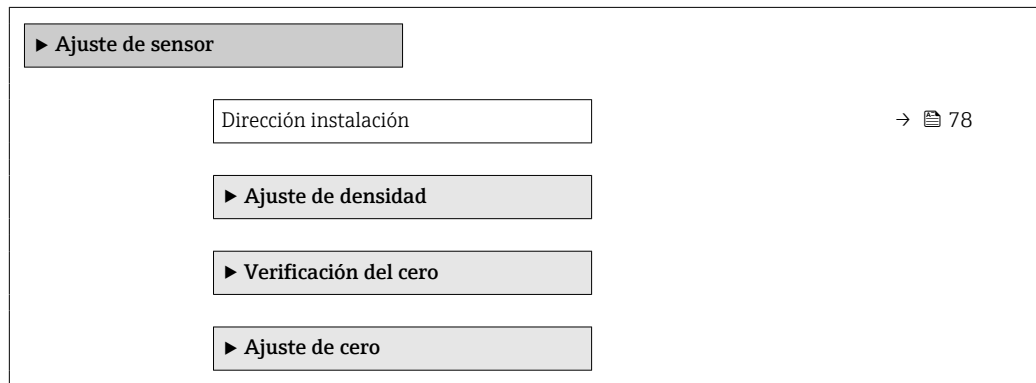 ▶ Ajuste de sensor
Dirección instalación → 78
▶ Ajuste de densidad
▶ Verificación del cero
▶ Ajuste de cero